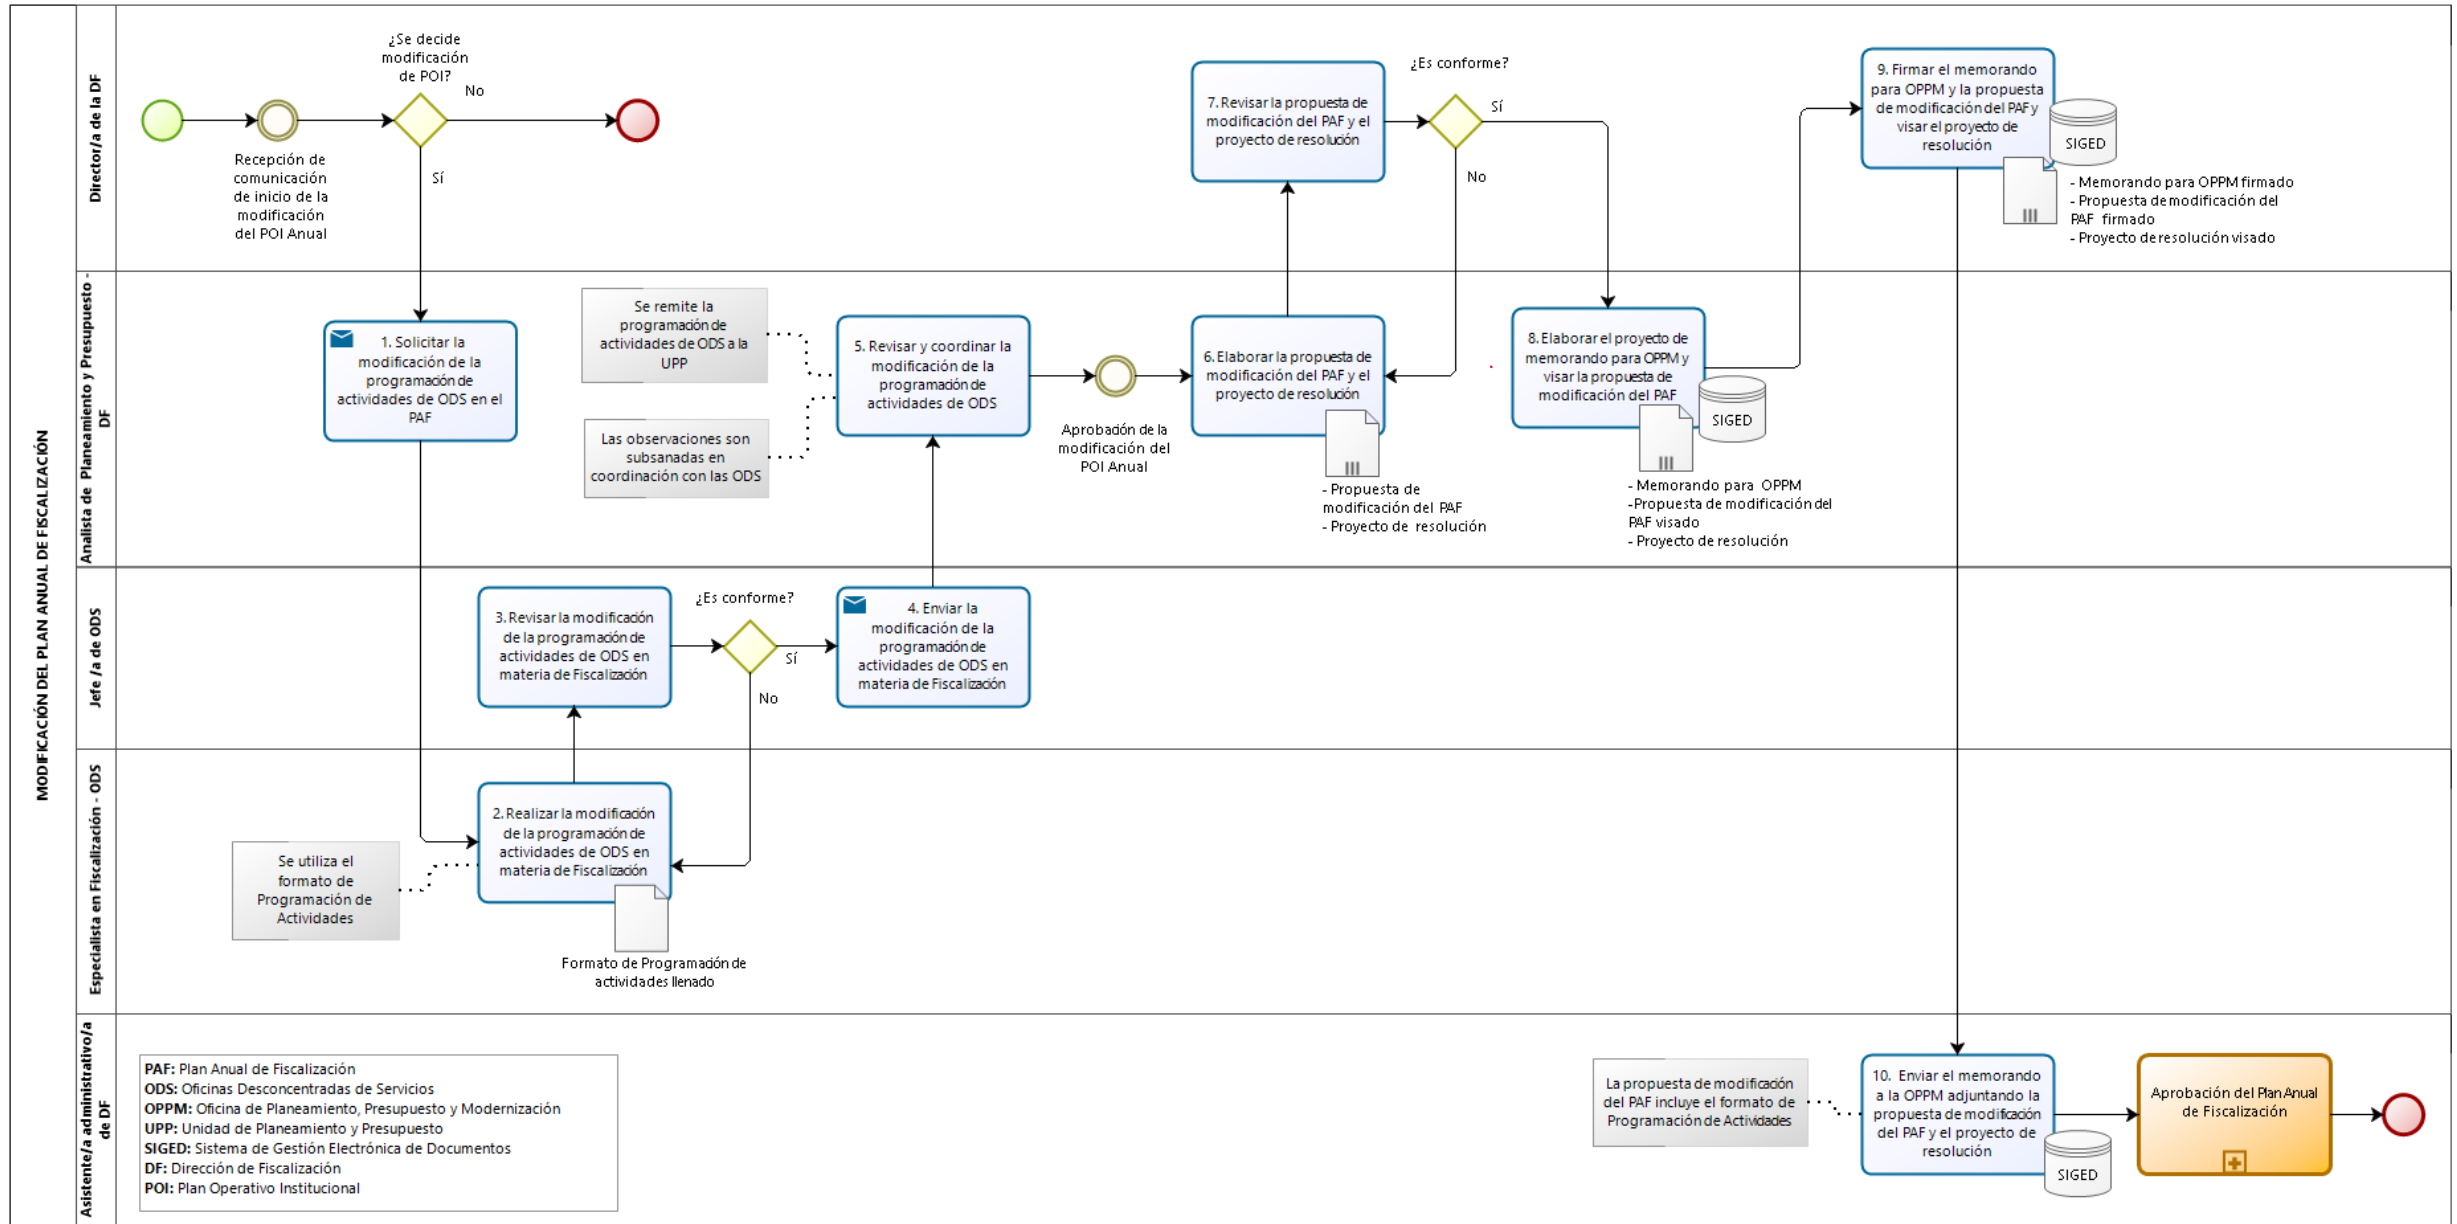 MODIFICACIÓN DEL PLAN ANUAL DE FISCALIZACIÓN
Director/a de la DF
¿Se decide
modificación
de POI?
No
Sí
Recepción de
comunicación
de inicio de la
modificación
del POI Anual
7. Revisar la propuesta de
modificación del PAF y el
proyecto de resolución
¿Es conforme?
Sí
No
9. Firmar el memorando
para OPPM y la propuesta
de modificación del PAF y
visar el proyecto de
resolución
SIGED
- Memorando para OPPM firmado
- Propuesta de modificación del
PAF firmado
- Proyecto de resolución visado
Analista de Planeamiento y Presupuesto -
DF
1. Solicitar la
modificación de la
programación de
actividades de ODS en el
PAF
Se remite la
programación de
actividades de ODS a la
UPP
Las observaciones son
subsanadas en
coordinación con las ODS
5. Revisar y coordinar la
modificación de la
programación de
actividades de ODS
Aprobación de la
modificación del
POI Anual
6. Elaborar la propuesta de
modificación del PAF y el
proyecto de resolución
- Propuesta de
modificación del PAF
- Proyecto de resolución
8. Elaborar el proyecto de
memorando para OPPM y
visar la propuesta de
modificación del PAF
SIGED
- Memorando para OPPM
-Propuesta de modificación del
PAF visado
- Proyecto de resolución
Jefe /a de ODS
3. Revisar la modificación
de la programación de
actividades de ODS en
materia de Fiscalización
¿Es conforme?
Sí
No
4. Enviar la
modificación de la
programación de
actividades de ODS en
materia de Fiscalización
Especialista en Fiscalización - ODS
Se utiliza el
formato de
Programación de
Actividades
2. Realizar la modificación
de la programación de
actividades de ODS en
materia de Fiscalización
Formato de Programación de
actividades llenado
Asistente/a administrativo/a
de DF
PAF: Plan Anual de Fiscalización
ODS: Oficinas Desconcentradas de Servicios
OPPM: Oficina de Planeamiento, Presupuesto y Modernización
UPP: Unidad de Planeamiento y Presupuesto
SIGED: Sistema de Gestión Electrónica de Documentos
DF: Dirección de Fiscalización
POI: Plan Operativo Institucional
La propuesta de modificación
del PAF incluye el formato de
Programación de Actividades
10. Enviar el memorando
a la OPPM adjuntando la
propuesta de modificación
del PAF y el proyecto de
resolución
SIGED
Aprobación del Plan Anual
de Fiscalización